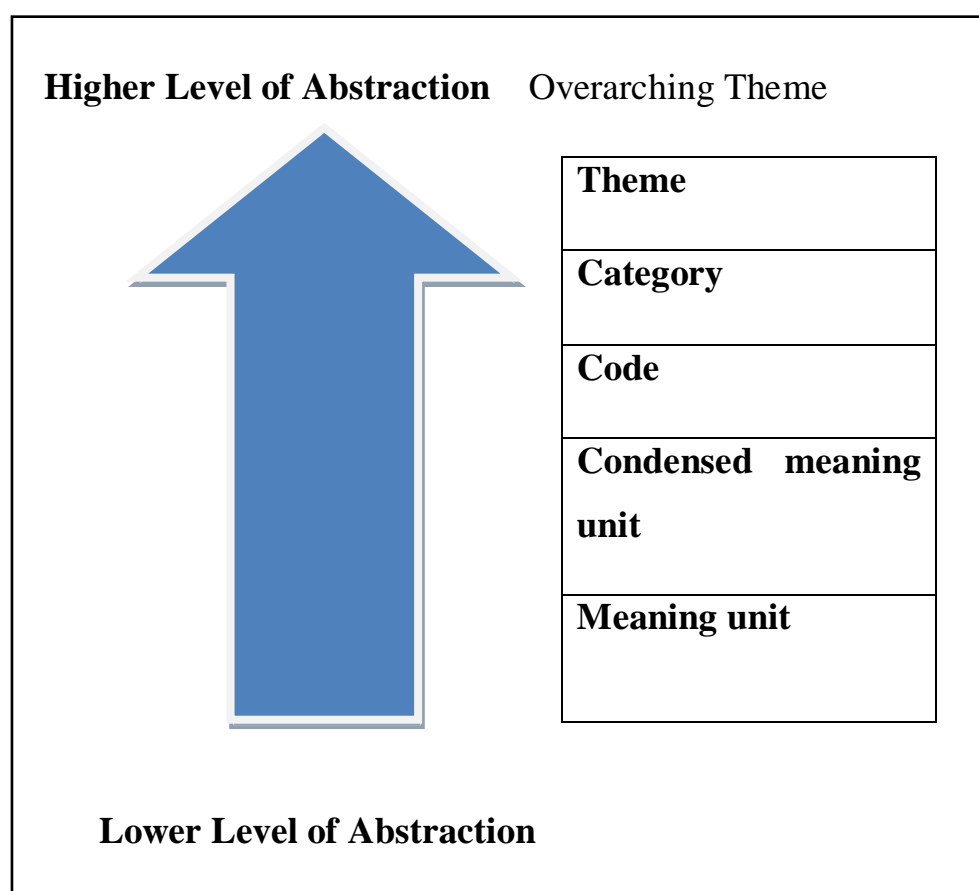 Higher Level of Abstraction Overarching Theme
Theme
Category
Code
Condensed meaning
unit
Meaning unit
Lower Level of Abstraction